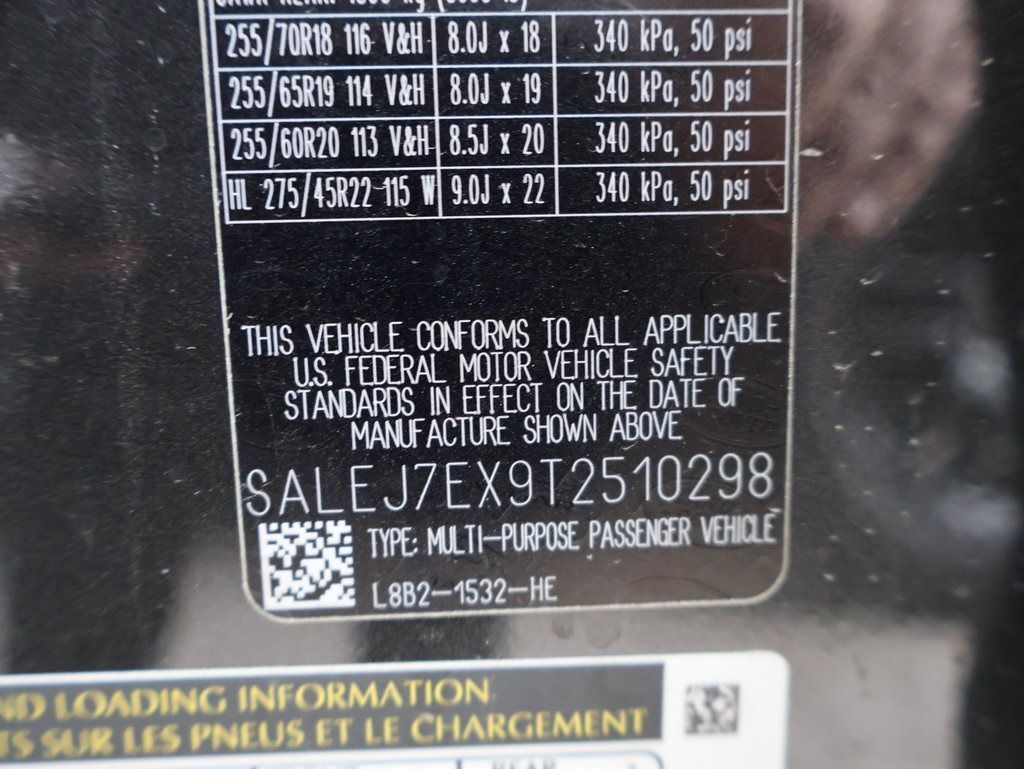 255/70R18 116 V&H 8.0J x 18 340 kPa, 50 psi
255/65R19 114 V&H 8.0J x 19 340 kPa, 50 psi
255/60R20 113 V&H 8.5J x 20 340 kPa, 50 psi
HL 275/45R22 115 W 9.0J x 22 340 kPa, 50 psi
THIS VEHICLE CONFORMS TO ALL APPLICABLE
U.S. FEDERAL MOTOR VEHICLE SAFETY
STANDARDS IN EFFECT ON THE DATE OF
MANUFACTURE SHOWN ABOVE
SALEJ7EX9T2510298
TYPE: MULTI-PURPOSE PASSENGER VEHICLE
L8B2-1532-HE
ND LOADING INFORMATION
TS SUR LES PNEUS ET LE CHARGEMENT